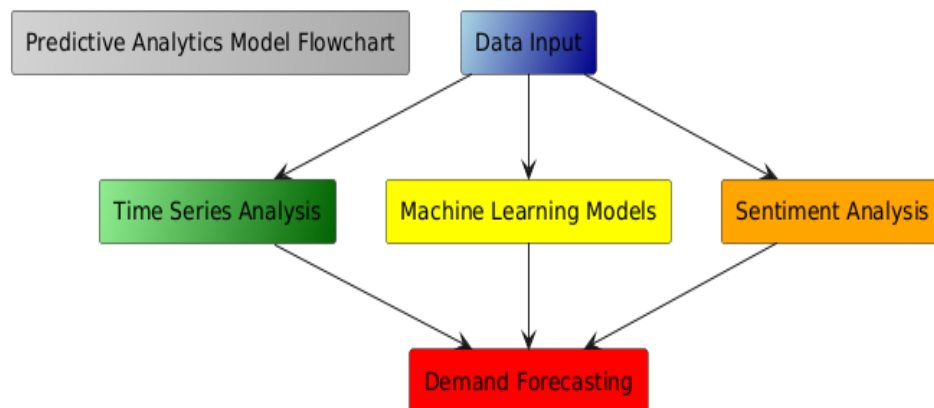 Predictive Analytics Model Flowchart
Data Input
Time Series Analysis
Machine Learning Models
Sentiment Analysis
Demand Forecasting